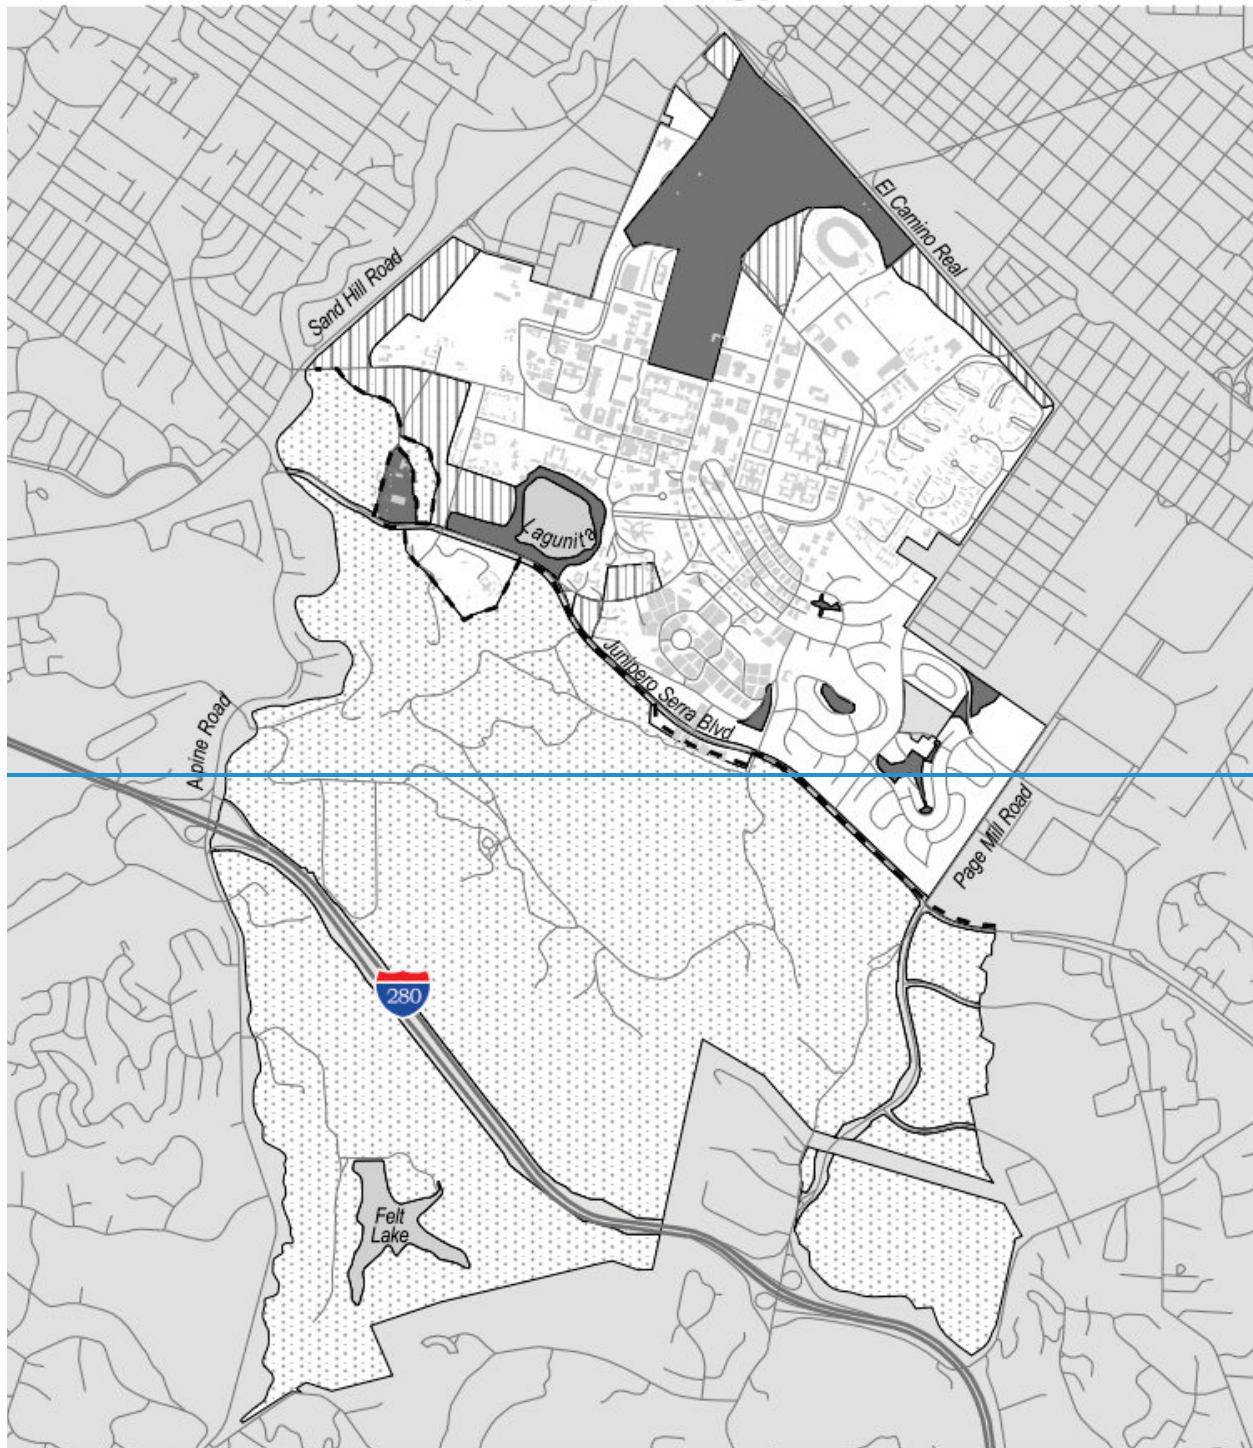 El Camino Real
Sand Hill Road
Lagunita
Junipero Serra Blvd
Alpine Road
Page Mill Road
280
Felt
Lake